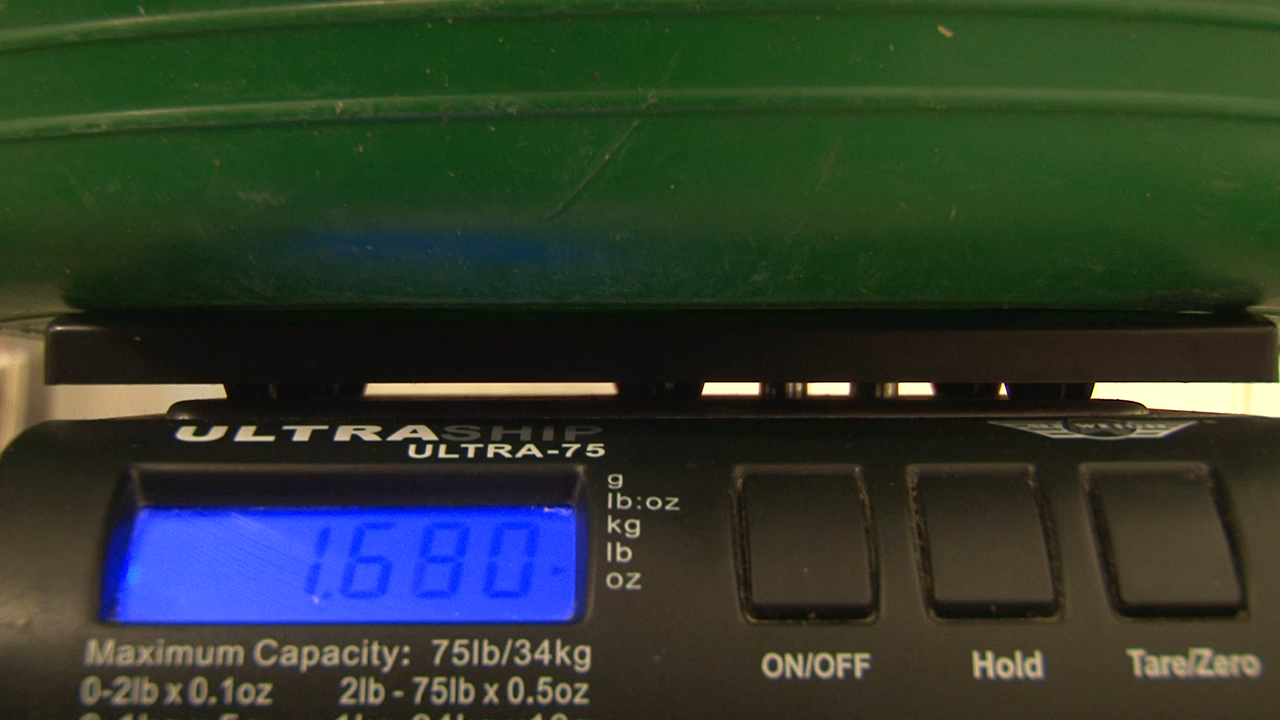 ULTRASHIP
ULTRA-75
WEIGH
1.680
g
lb:oz
kg
lb
oz
ON/OFF
Hold
Tare/Zero
Maximum Capacity: 75lb/34kg
0-2lb x 0.1oz 2lb - 75lb x 0.5oz